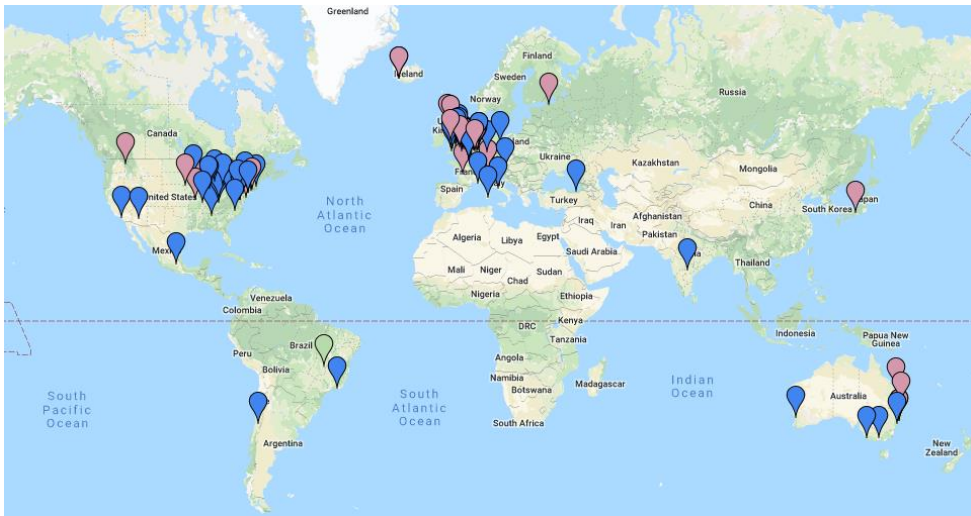 Greenland
Iceland
Finland
Sweden
Norway
Russia
Canada
Ukraine
Kazakhstan
Mongolia
Spain
Turkey
China
South Korea
United States
North
Atlantic
Ocean
Iraq
Iran
Afghanistan
Pakistan
Algeria
Libya
Egypt
Saudi Arabia
Mali
Niger
Chad
Sudan
Thailand
Nigeria
Ethiopia
Venezuela
Colombia
DRC
Kenya
Tanzania
Indonesia
Papua New
Guinea
Brazil
Peru
Bolivia
Angola
Namibia
Botswana
Madagascar
South
Pacific
Ocean
South
Atlantic
Ocean
Indian
Ocean
Australia
South Africa
Argentina
New
Zealand